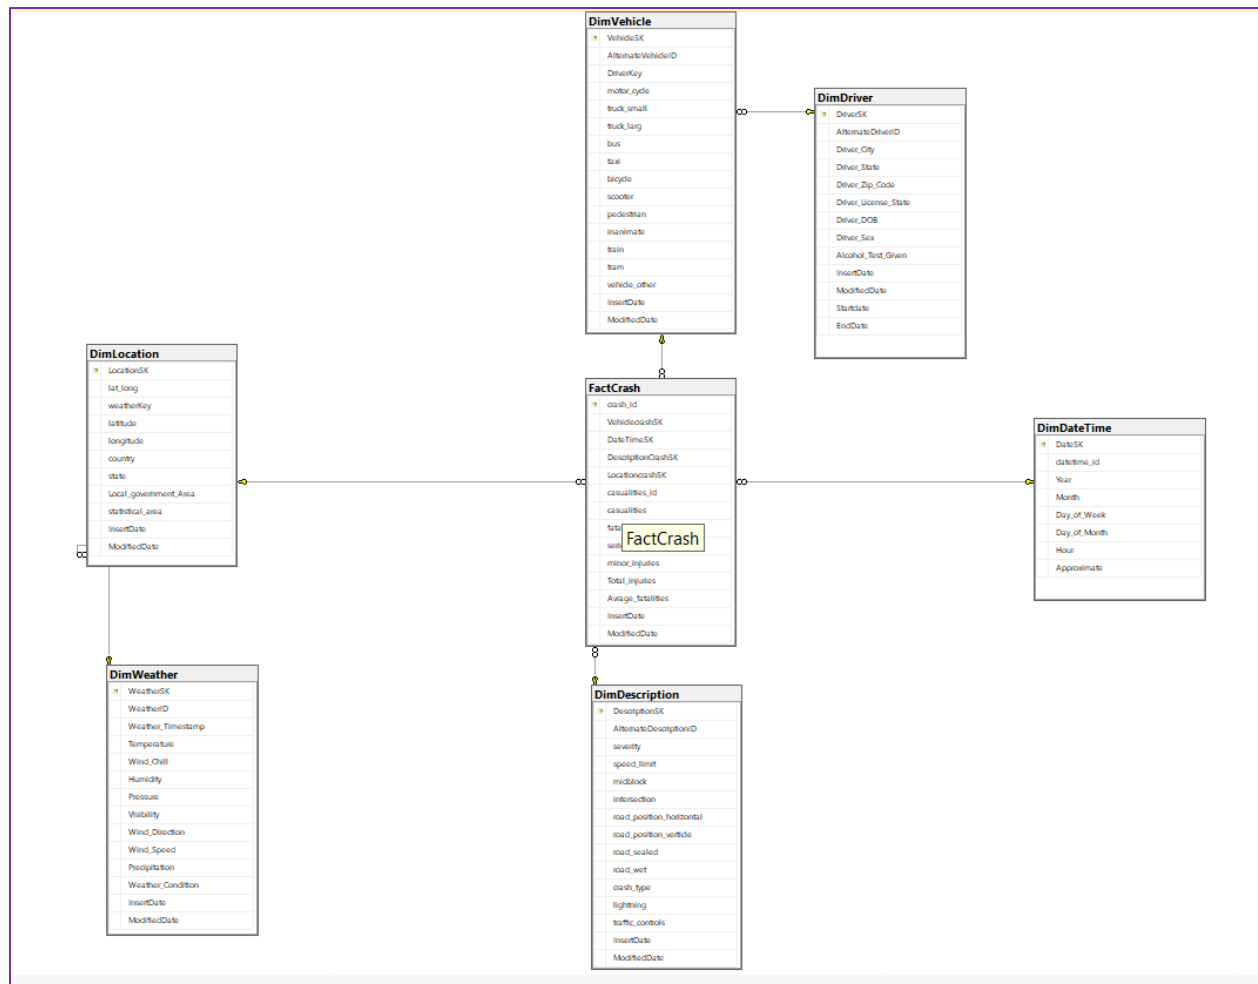 DimVehicle
VehicleSK
AlternateVehicleID
DriverKey
motor_cycle
truck_small
truck_larg
bus
taxi
bicycle
scooter
pedestrian
inanimate
train
tram
vehicle_other
InsertDate
ModifiedDate
DimDriver
DriverSK
AlternateDriverID
Driver_City
Driver_State
Driver_Zip_Code
Driver_License_State
Driver_DOB
Driver_Sex
Alcohol_Test_Given
InsertDate
ModifiedDate
Startdate
EndDate
DimLocation
LocationSK
lat_long
weatherKey
latitude
longitude
country
state
Local_government_Area
statistical_area
InsertDate
ModifiedDate
FactCrash
crash_id
VehiclecrashSK
DateTimeSK
DescriptionCrashSK
LocationcrashSK
casualities_id
casualities
FactCrash
minor_injuries
Total_injuries
Avrage_fatalities
InsertDate
ModifiedDate
DimDateTime
DateSK
datetime_id
Year
Month
Day_of_Week
Day_of_Month
Hour
Approximate
DimWeather
WeatherSK
WeatherID
Weather_Timestamp
Temperature
Wind_Chill
Humidity
Pressure
Visibility
Wind_Direction
Wind_Speed
Precipitation
Weather_Condition
InsertDate
ModifiedDate
DimDescription
DescriptionSK
AlternateDescriptionID
severity
speed_limit
midblock
intersection
road_position_horizontal
road_position_verticle
road_sealed
road_wet
crash_type
lightning
traffic_controls
InsertDate
ModifiedDate